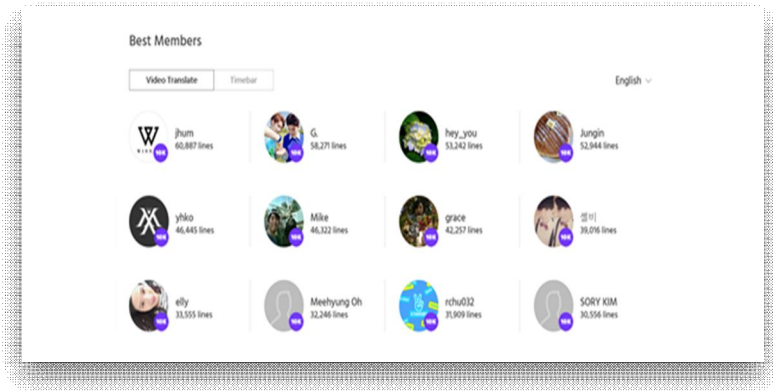 Best Members
Video Translate
Timebar
English
jhum
60,887 lines
G.
58,271 lines
hey_you
53,242 lines
Jungin
52,944 lines
yhko
46,445 lines
Mike
46,322 lines
grace
42,257 lines
셀비
39,016 lines
elly
33,555 lines
Meehyung Oh
32,246 lines
rchu032
31,909 lines
SORY KIM
30,556 lines